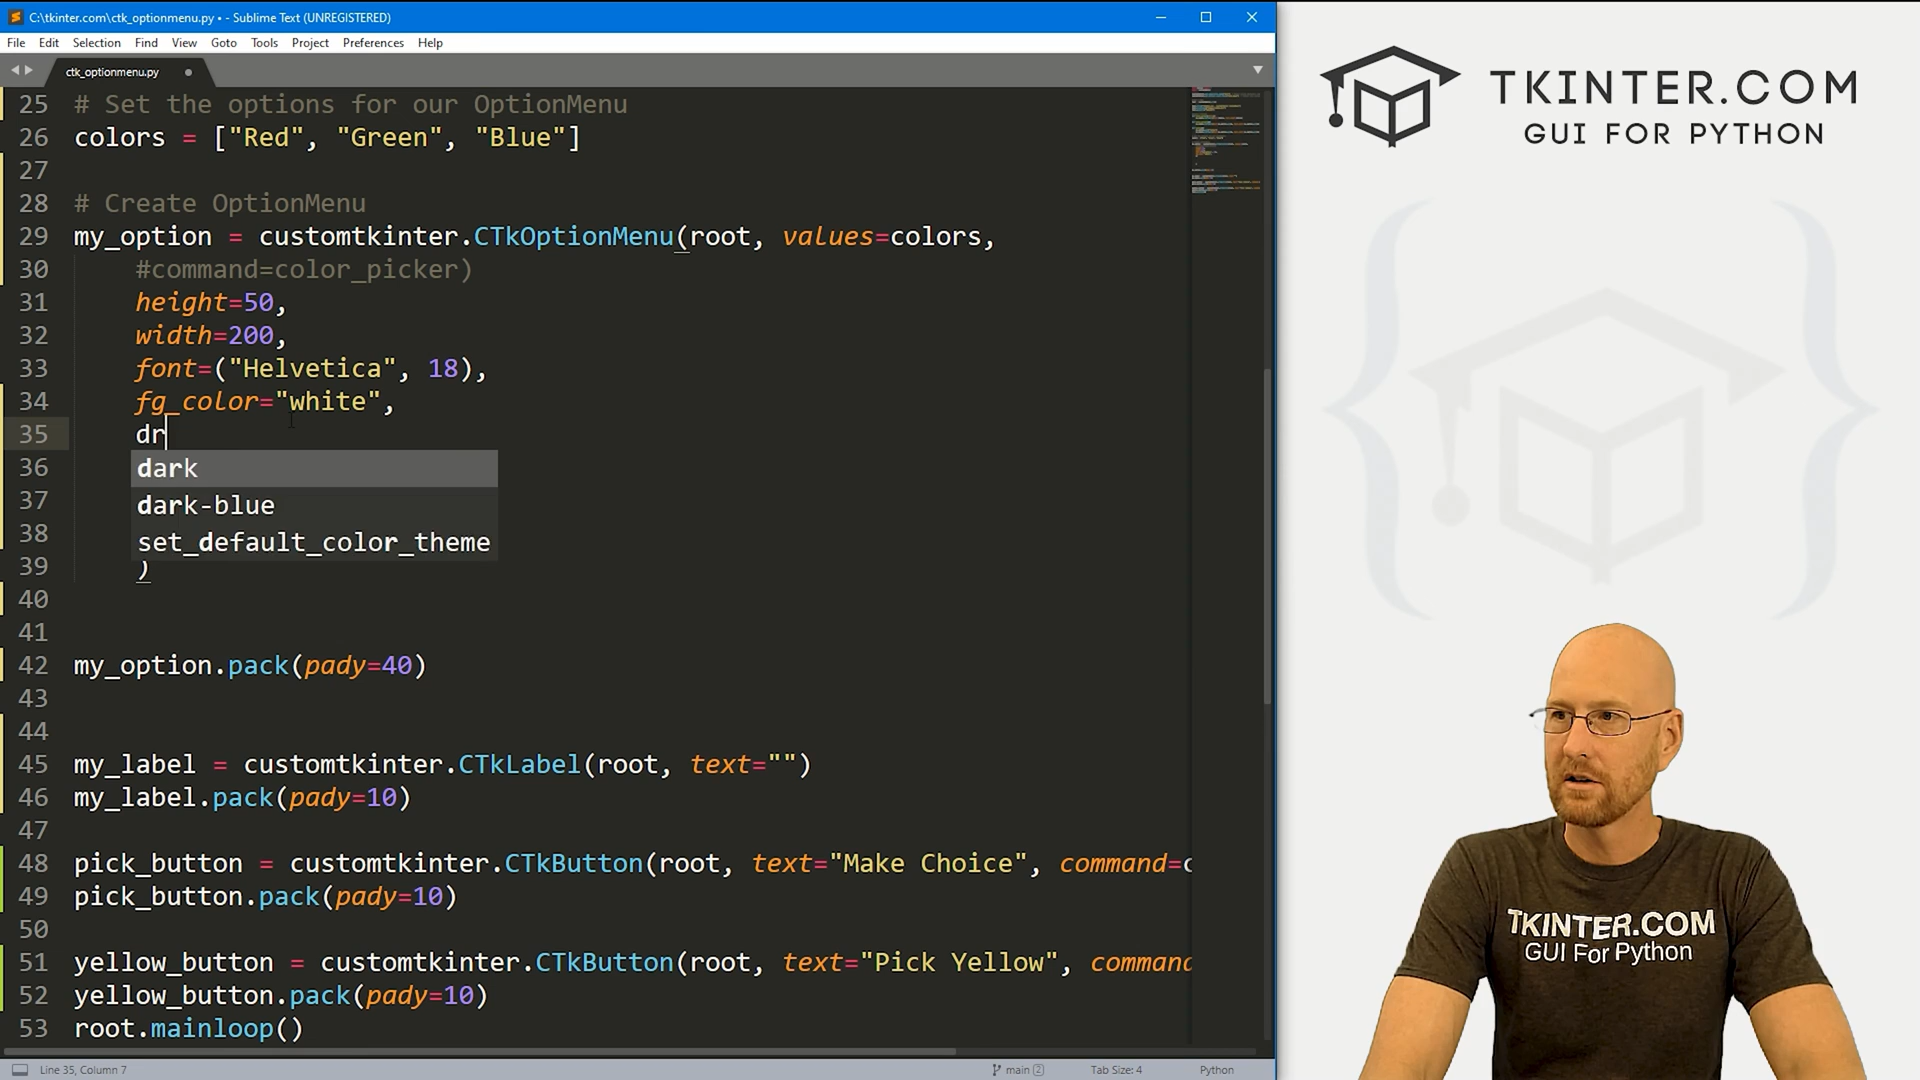 C:\tkinter.com\ctk_optionmenu.py • - Sublime Text (UNREGISTERED)
File Edit Selection Find View Goto Tools Project Preferences Help
ctk_optionmenu.py
25 # Set the options for our OptionMenu
26 colors = ["Red", "Green", "Blue"]
27
28 # Create OptionMenu
29 my_option = customtkinter.CTkOptionMenu(root, values=colors,
30 #command=color_picker)
31 height=50,
32 width=200,
33 font=("Helvetica", 18),
34 fg_color="white",
35 dr
36 dark
37 dark-blue
38 set_default_color_theme
39 )
40
41
42 my_option.pack(pady=40)
43
44
45 my_label = customtkinter.CTkLabel(root, text="")
46 my_label.pack(pady=10)
47
48 pick_button = customtkinter.CTkButton(root, text="Make Choice", command=c
49 pick_button.pack(pady=10)
50
51 yellow_button = customtkinter.CTkButton(root, text="Pick Yellow", command
52 yellow_button.pack(pady=10)
53 root.mainloop()
Line 35, Column 7
main 2
Tab Size: 4
Python
TKINTER.COM
GUI FOR PYTHON
TKINTER.COM
GUI For Python